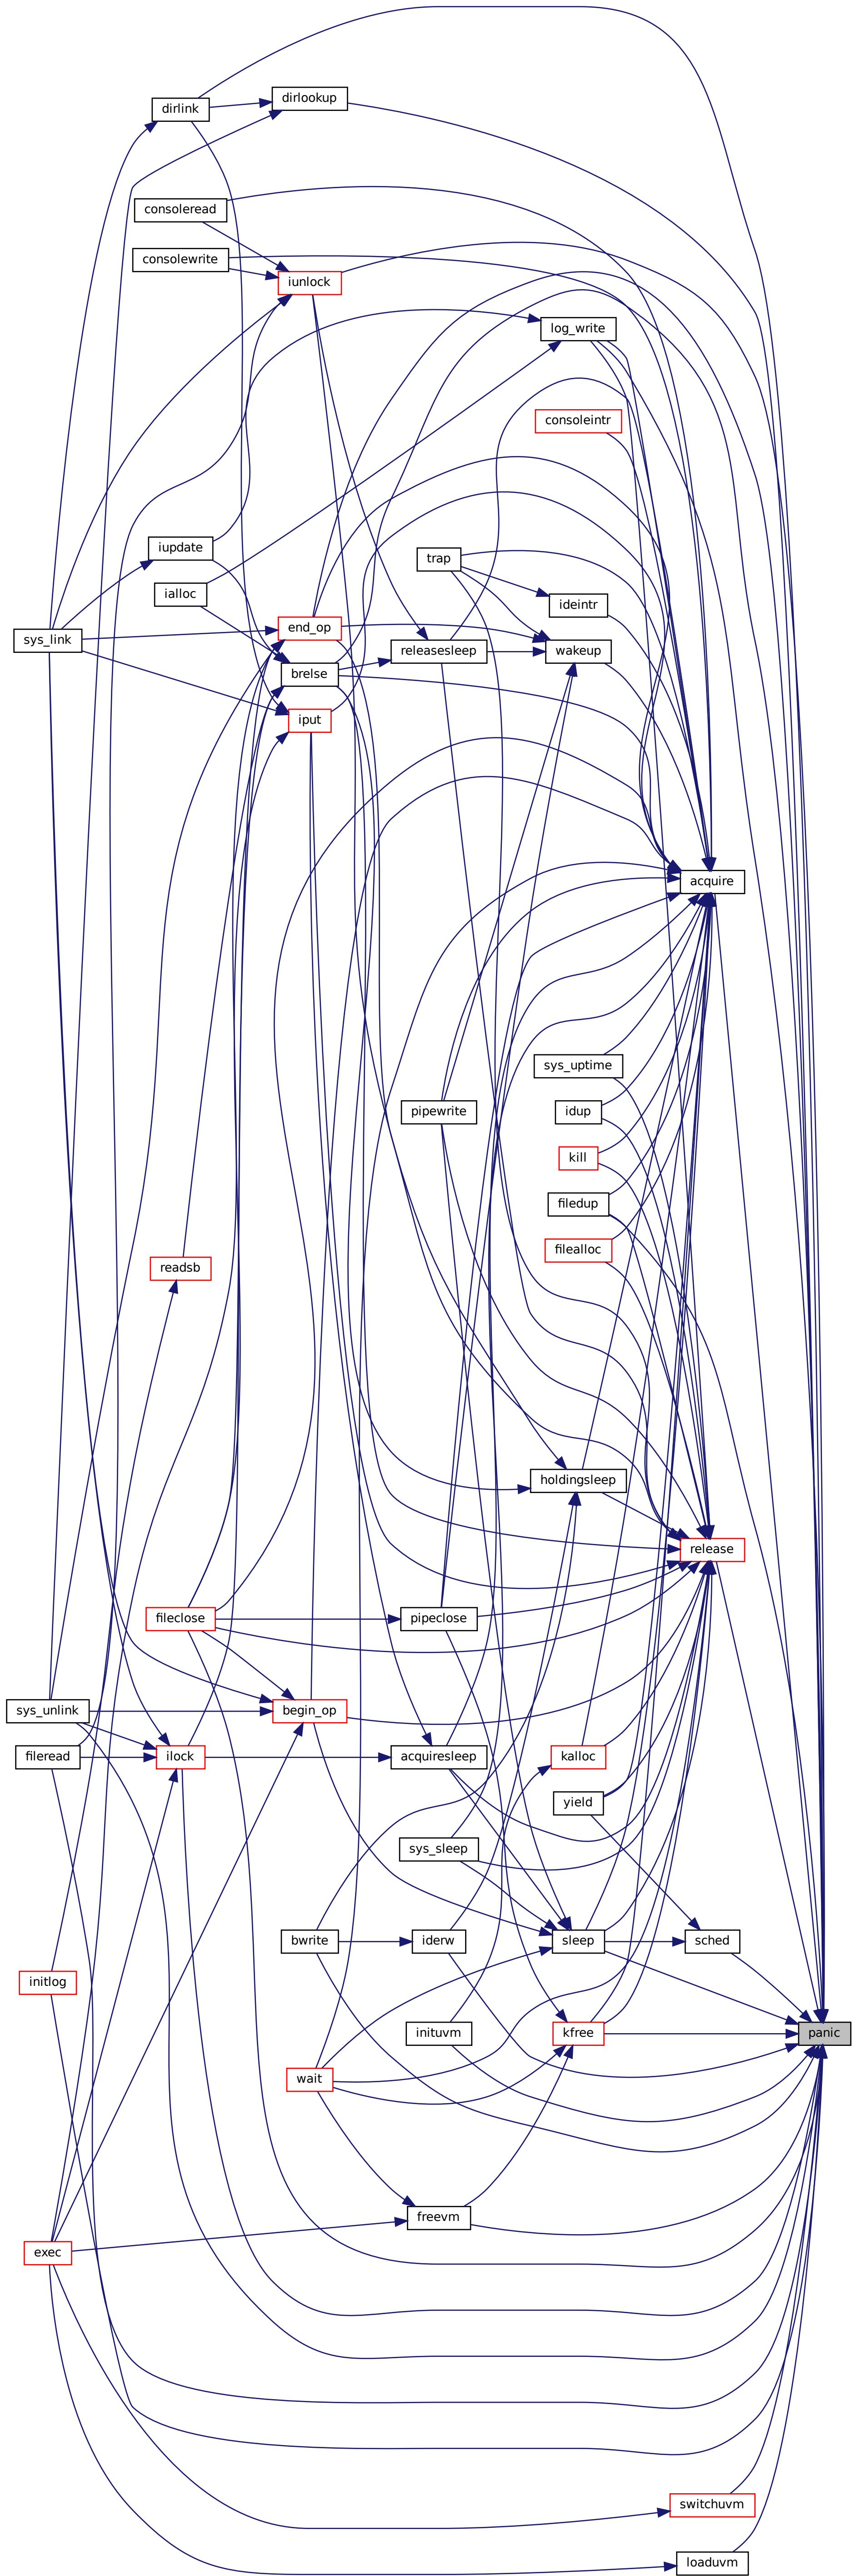 dirlookup
dirlink
consoleread
consolewrite
iunlock
log_write
consoleintr
iupdate
trap
ialloc
ideintr
end_op
sys_link
releasesleep
wakeup
brelse
iput
acquire
sys_uptime
pipewrite
idup
kill
filedup
filealloc
readsb
holdingsleep
release
fileclose
pipeclose
sys_unlink
begin_op
fileread
ilock
acquiresleep
kalloc
yield
sys_sleep
bwrite
iderw
sleep
sched
initlog
inituvm
kfree
panic
wait
freevm
exec
switchuvm
loaduvm